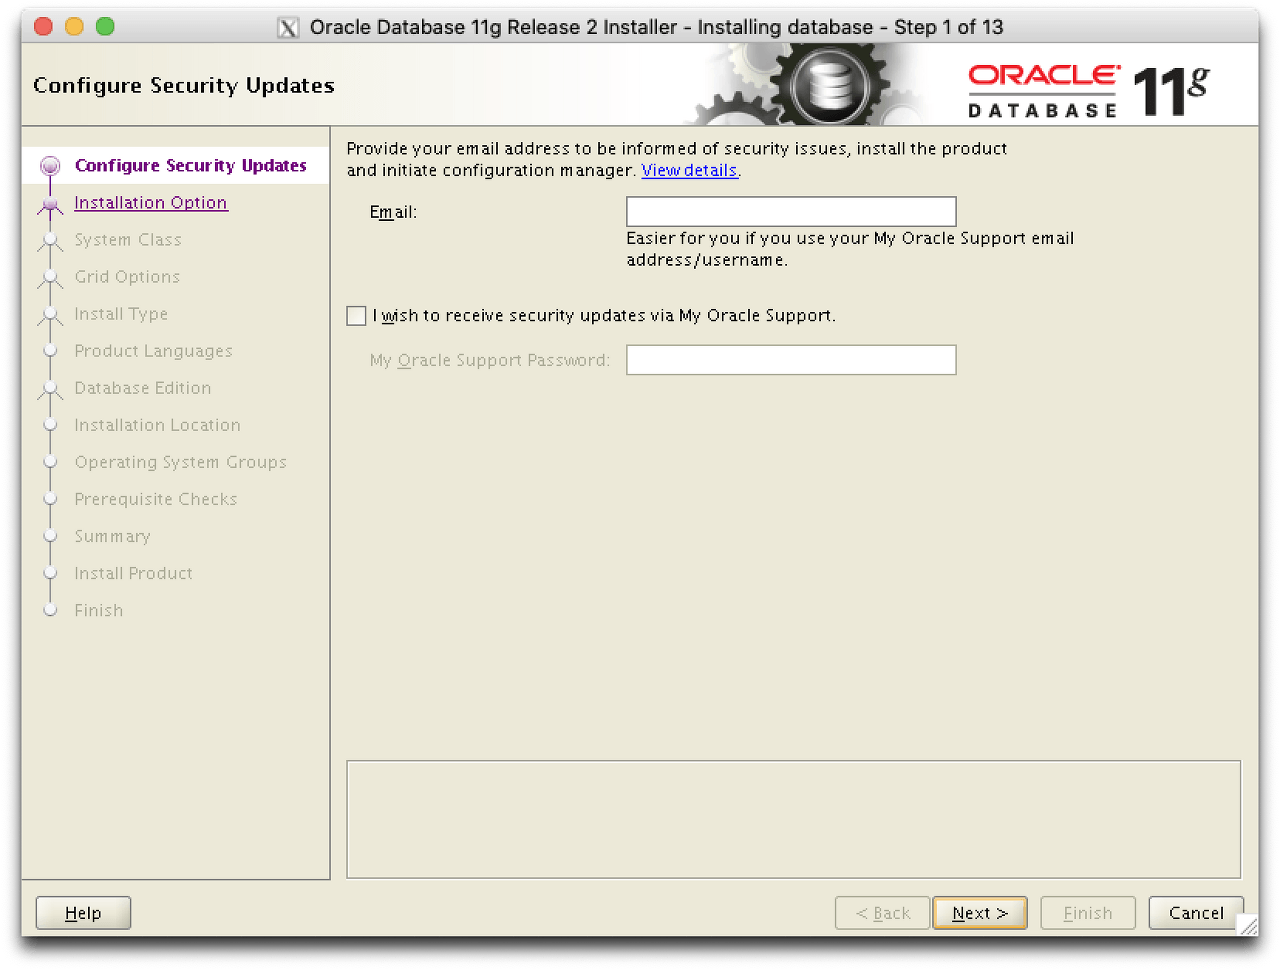 Oracle Database 11g Release 2 Installer - Installing database - Step 1 of 13
Configure Security Updates
ORACLE
DATABASE
11g
Configure Security Updates
Installation Option
System Class
Grid Options
Install Type
Product Languages
Database Edition
Installation Location
Operating System Groups
Prerequisite Checks
Summary
Install Product
Finish
Provide your email address to be informed of security issues, install the product
and initiate configuration manager. View details.
Email:
Easier for you if you use your My Oracle Support email
address/username.
I wish to receive security updates via My Oracle Support.
My Oracle Support Password:
Help
< Back
Next >
Finish
Cancel